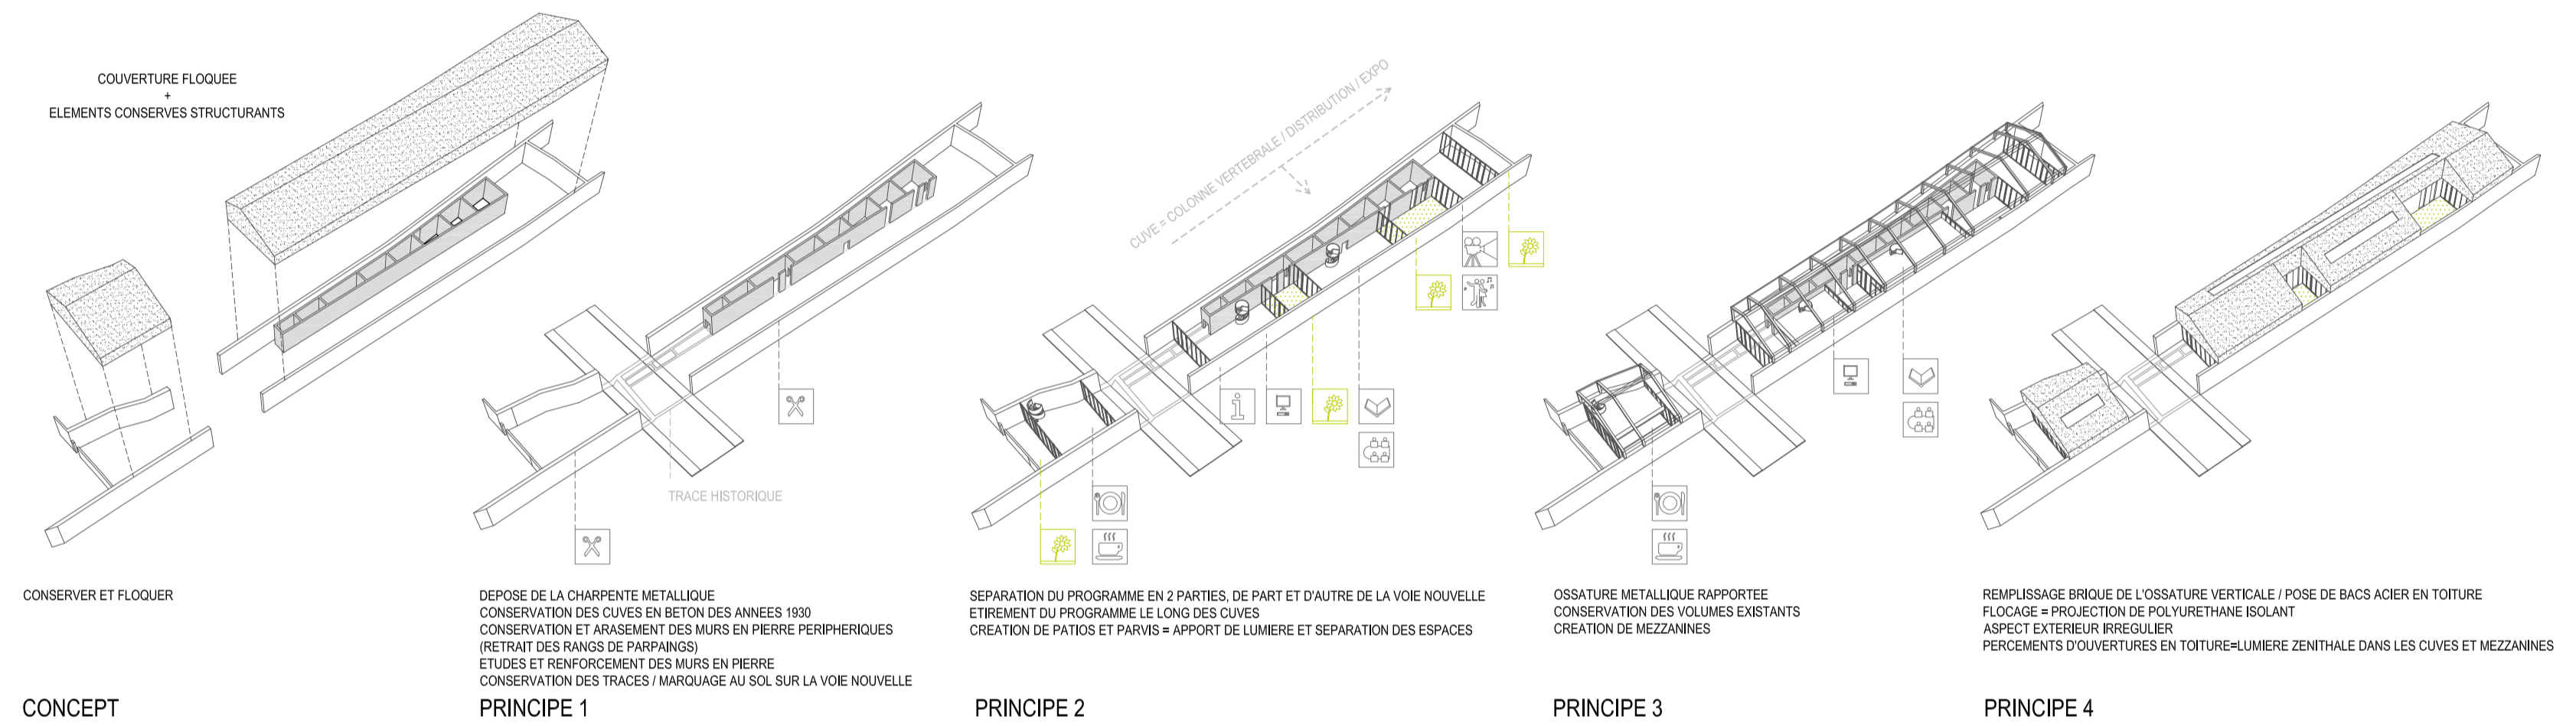 COUVERTURE FLOQUEE
+
ELEMENTS CONSERVES STRUCTURANTS
CONSERVER ET FLOQUER
CONCEPT
TRACE HISTORIQUE
DEPOSE DE LA CHARPENTE METALLIQUE
CONSERVATION DES CUVES EN BETON DES ANNEES 1930
CONSERVATION ET ARASEMENT DES MURS EN PIERRE PERIPHERIQUES
(RETRAIT DES RANGS DE PARPAINGS)
ETUDES ET RENFORCEMENT DES MURS EN PIERRE
CONSERVATION DES TRACES / MARQUAGE AU SOL SUR LA VOIE NOUVELLE
PRINCIPE 1
CUVE = COLONNE VERTEBRALE / DISTRIBUTION / EXPO
i
SEPARATION DU PROGRAMME EN 2 PARTIES, DE PART ET D'AUTRE DE LA VOIE NOUVELLE
ETIREMENT DU PROGRAMME LE LONG DES CUVES
CREATION DE PATIOS ET PARVIS = APPORT DE LUMIERE ET SEPARATION DES ESPACES
PRINCIPE 2
OSSATURE METALLIQUE RAPPORTEE
CONSERVATION DES VOLUMES EXISTANTS
CREATION DE MEZZANINES
PRINCIPE 3
REMPLISSAGE BRIQUE DE L'OSSATURE VERTICALE / POSE DE BACS ACIER EN TOITURE
FLOCAGE = PROJECTION DE POLYURETHANE ISOLANT
ASPECT EXTERIEUR IRREGULIER
PERCEMENTS D'OUVERTURES EN TOITURE=LUMIERE ZENITHALE DANS LES CUVES ET MEZZANINES
PRINCIPE 4